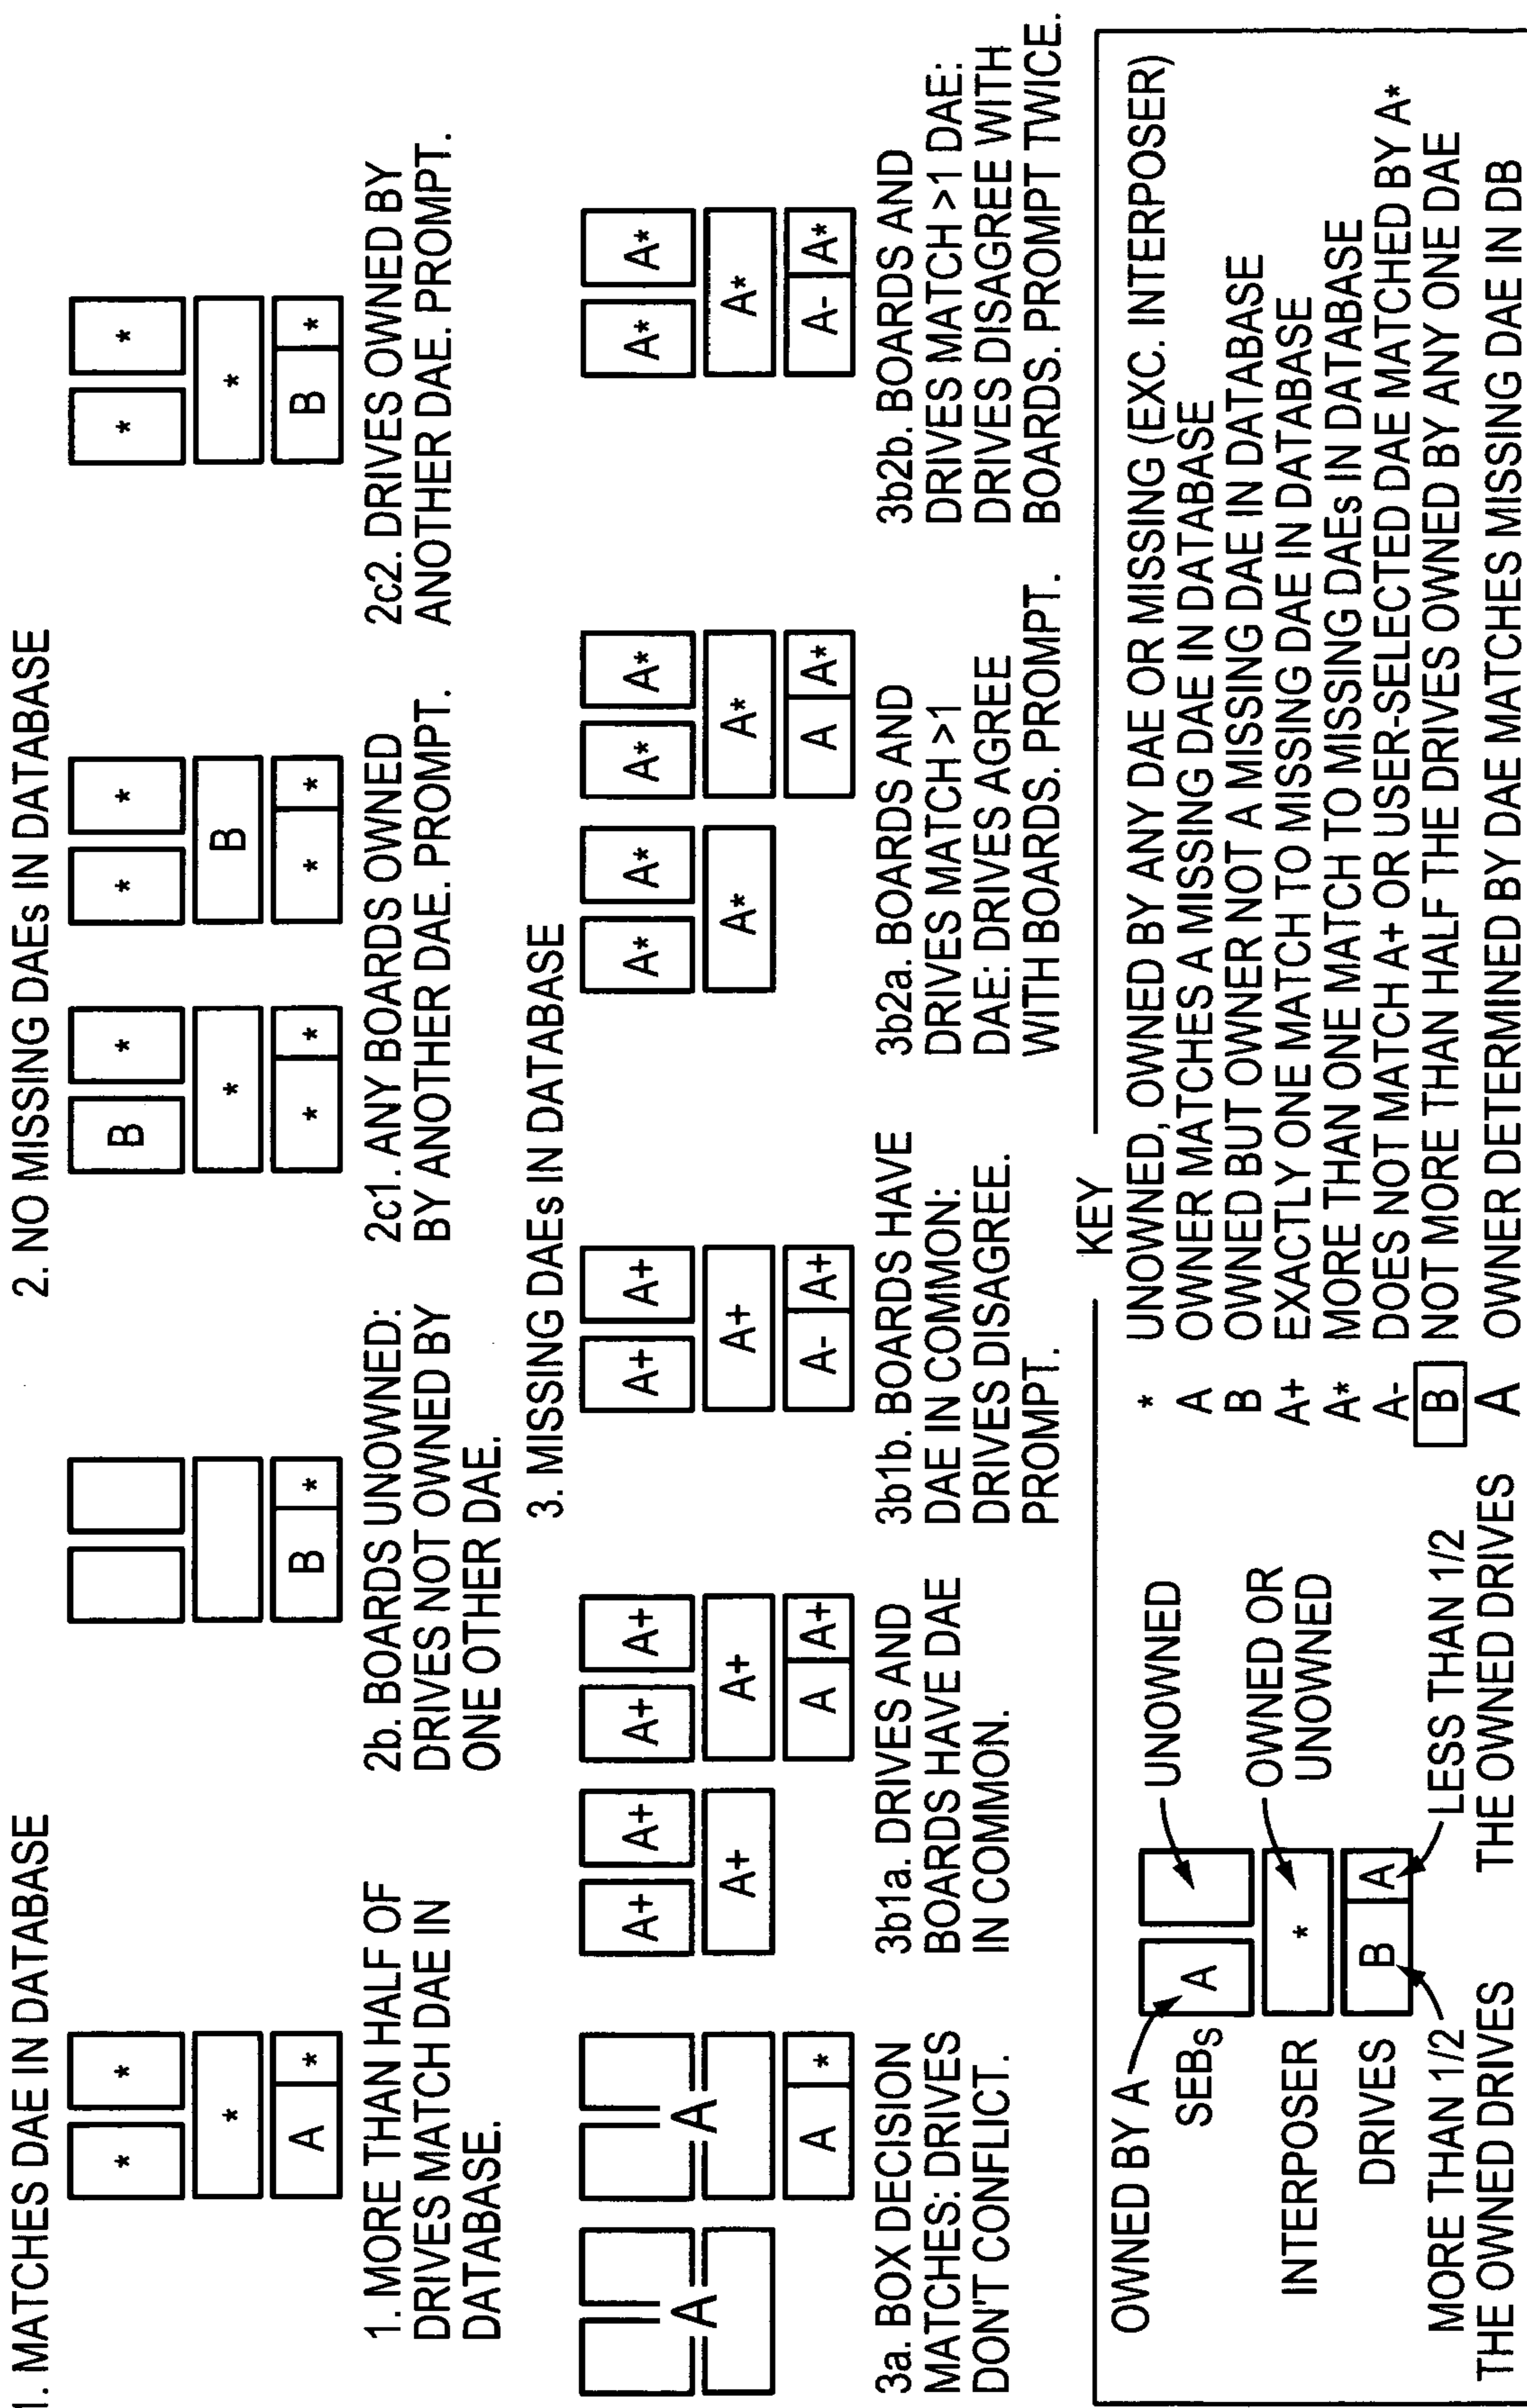 1. MATCHES DAE IN DATABASE
* *
*
A *
1. MORE THAN HALF OF
DRIVES MATCH DAE IN
DATABASE.
2. NO MISSING DAEs IN DATABASE
B *
2b. BOARDS UNOWNED:
DRIVES NOT OWNED BY
ONE OTHER DAE.
B *
*
* *
* *
B
* *
2c1. ANY BOARDS OWNED
BY ANOTHER DAE. PROMPT.
* *
*
B *
2c2. DRIVES OWNED BY
ANOTHER DAE. PROMPT.
3. MISSING DAEs IN DATABASE
A
A
A *
3a. BOX DECISION
MATCHES: DRIVES
DON'T CONFLICT.
A+ A+
A+
A+ A+
A+
A A+
3b1a. DRIVES AND
BOARDS HAVE DAE
IN COMMON.
A+ A+
A+
A- A+
3b1b. BOARDS HAVE
DAE IN COMMON:
DRIVES DISAGREE.
PROMPT.
A* A*
A*
A* A*
A*
A A*
3b2a. BOARDS AND
DRIVES MATCH >1
DAE: DRIVES AGREE
WITH BOARDS. PROMPT.
A* A*
A*
A- A*
3b2b. BOARDS AND
DRIVES MATCH >1 DAE:
DRIVES DISAGREE WITH
BOARDS. PROMPT TWICE.
KEY
OWNED BY A
A
UNOWNED
SEBs
INTERPOSER
*
OWNED OR
UNOWNED
DRIVES
B A
MORE THAN 1/2
THE OWNED DRIVES
LESS THAN 1/2
THE OWNED DRIVES
* UNOWNED, OWNED BY ANY DAE OR MISSING (EXC. INTERPOSER)
A OWNER MATCHES A MISSING DAE IN DATABASE
B OWNED BUT OWNER NOT A MISSING DAE IN DATABASE
A+ EXACTLY ONE MATCH TO MISSING DAE IN DATABASE
A* MORE THAN ONE MATCH TO MISSING DAEs IN DATABASE
A- DOES NOT MATCH A+ OR USER-SELECTED DAE MATCHED BY A*
B NOT MORE THAN HALF THE DRIVES OWNED BY ANY ONE DAE
A OWNER DETERMINED BY DAE MATCHES MISSING DAE IN DB